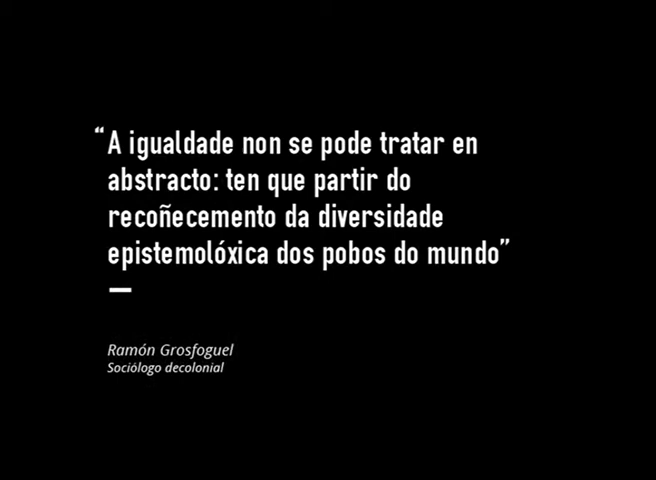 “A igualdade non se pode tratar en
abstracto: ten que partir do
recoñecemento da diversidade
epistemolóxica dos pobos do mundo”
Ramón Grosfoguel
Sociólogo decolonial